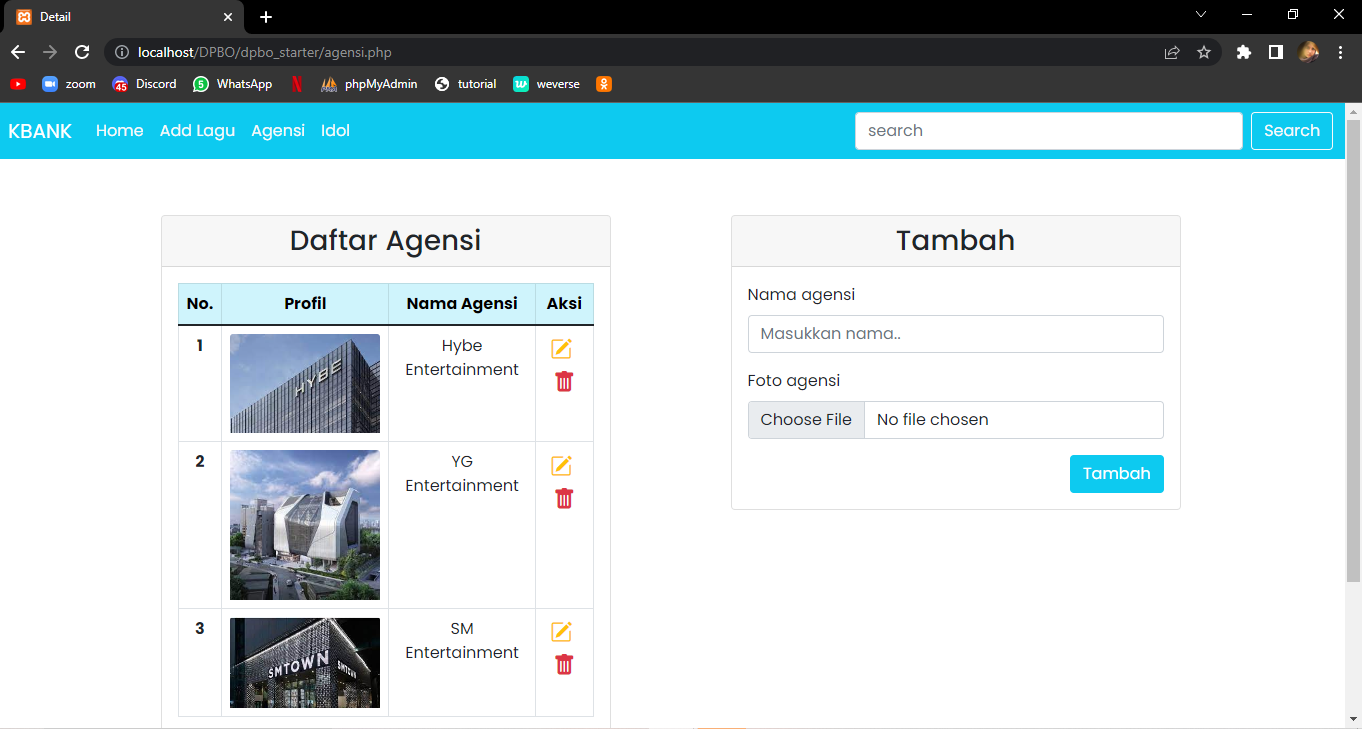 Detail
localhost/DPBO/dpbo_starter/agensi.php
zoom
45
Discord
5
WhatsApp
phpMyAdmin
tutorial
weverse
KBANK
Home
Add Lagu
Agensi
Idol
search
Search
Daftar Agensi
No.
Profil
Nama Agensi
Aksi
1
HYBE
Hybe
Entertainment
2
YG
Entertainment
3
SMTOWN
SMTOWN
SM
Entertainment
Tambah
Nama agensi
Masukkan nama..
Foto agensi
Choose File
No file chosen
Tambah